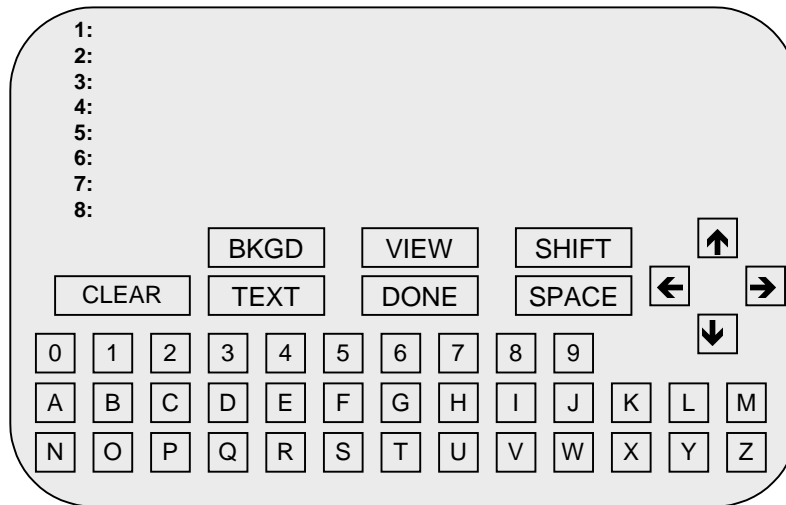 1:
2:
3:
4:
5:
6:
7:
8:
BKGD VIEW SHIFT ↑
CLEAR TEXT DONE SPACE ← →
0 1 2 3 4 5 6 7 8 9 ↓
A B C D E F G H I J K L M
N O P Q R S T U V W X Y Z